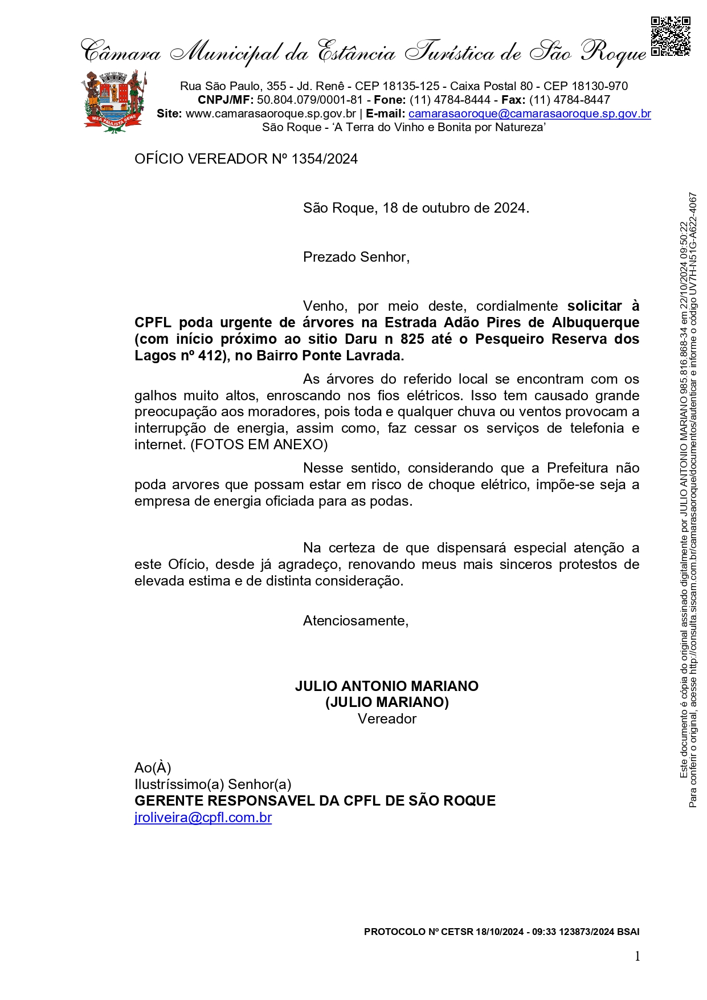 Câmara Municipal da Estância Turística de São Roque
MEA PAULISTA GENS
Rua São Paulo, 355 - Jd. Renê - CEP 18135-125 - Caixa Postal 80 - CEP 18130-970
CNPJ/MF: 50.804.079/0001-81 - Fone: (11) 4784-8444 - Fax: (11) 4784-8447
Site: www.camarasaoroque.sp.gov.br | E-mail: camarasaoroque@camarasaoroque.sp.gov.br
São Roque - ‘A Terra do Vinho e Bonita por Natureza’
OFÍCIO VEREADOR Nº 1354/2024
São Roque, 18 de outubro de 2024.
Prezado Senhor,
Venho, por meio deste, cordialmente solicitar à
CPFL poda urgente de árvores na Estrada Adão Pires de Albuquerque
(com início próximo ao sitio Daru n 825 até o Pesqueiro Reserva dos
Lagos nº 412), no Bairro Ponte Lavrada.
As árvores do referido local se encontram com os
galhos muito altos, enroscando nos fios elétricos. Isso tem causado grande
preocupação aos moradores, pois toda e qualquer chuva ou ventos provocam a
interrupção de energia, assim como, faz cessar os serviços de telefonia e
internet. (FOTOS EM ANEXO)
Nesse sentido, considerando que a Prefeitura não
poda arvores que possam estar em risco de choque elétrico, impõe-se seja a
empresa de energia oficiada para as podas.
Na certeza de que dispensará especial atenção a
este Ofício, desde já agradeço, renovando meus mais sinceros protestos de
elevada estima e de distinta consideração.
Atenciosamente,
JULIO ANTONIO MARIANO
(JULIO MARIANO)
Vereador
Ao(À)
Ilustríssimo(a) Senhor(a)
GERENTE RESPONSAVEL DA CPFL DE SÃO ROQUE
jroliveira@cpfl.com.br
PROTOCOLO Nº CETSR 18/10/2024 - 09:33 123873/2024 BSAI
1
Este documento é cópia do original assinado digitalmente por JULIO ANTONIO MARIANO 985.816.868-34 em 22/10/2024 09:50:22
Para conferir o original, acesse http://consulta.siscam.com.br/camarasaoroque/documentos/autenticar e informe o código UV7H-N51G-A622-4067